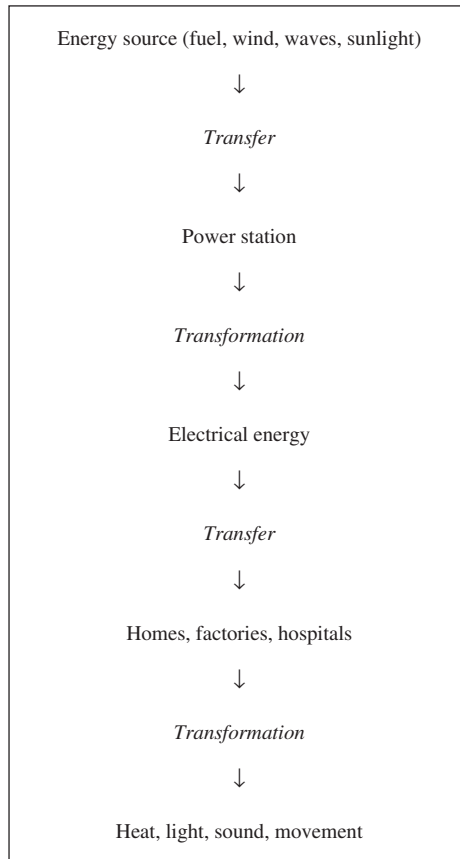 Energy source (fuel, wind, waves, sunlight)
↓
Transfer
↓
Power station
↓
Transformation
↓
Electrical energy
↓
Transfer
↓
Homes, factories, hospitals
↓
Transformation
↓
Heat, light, sound, movement